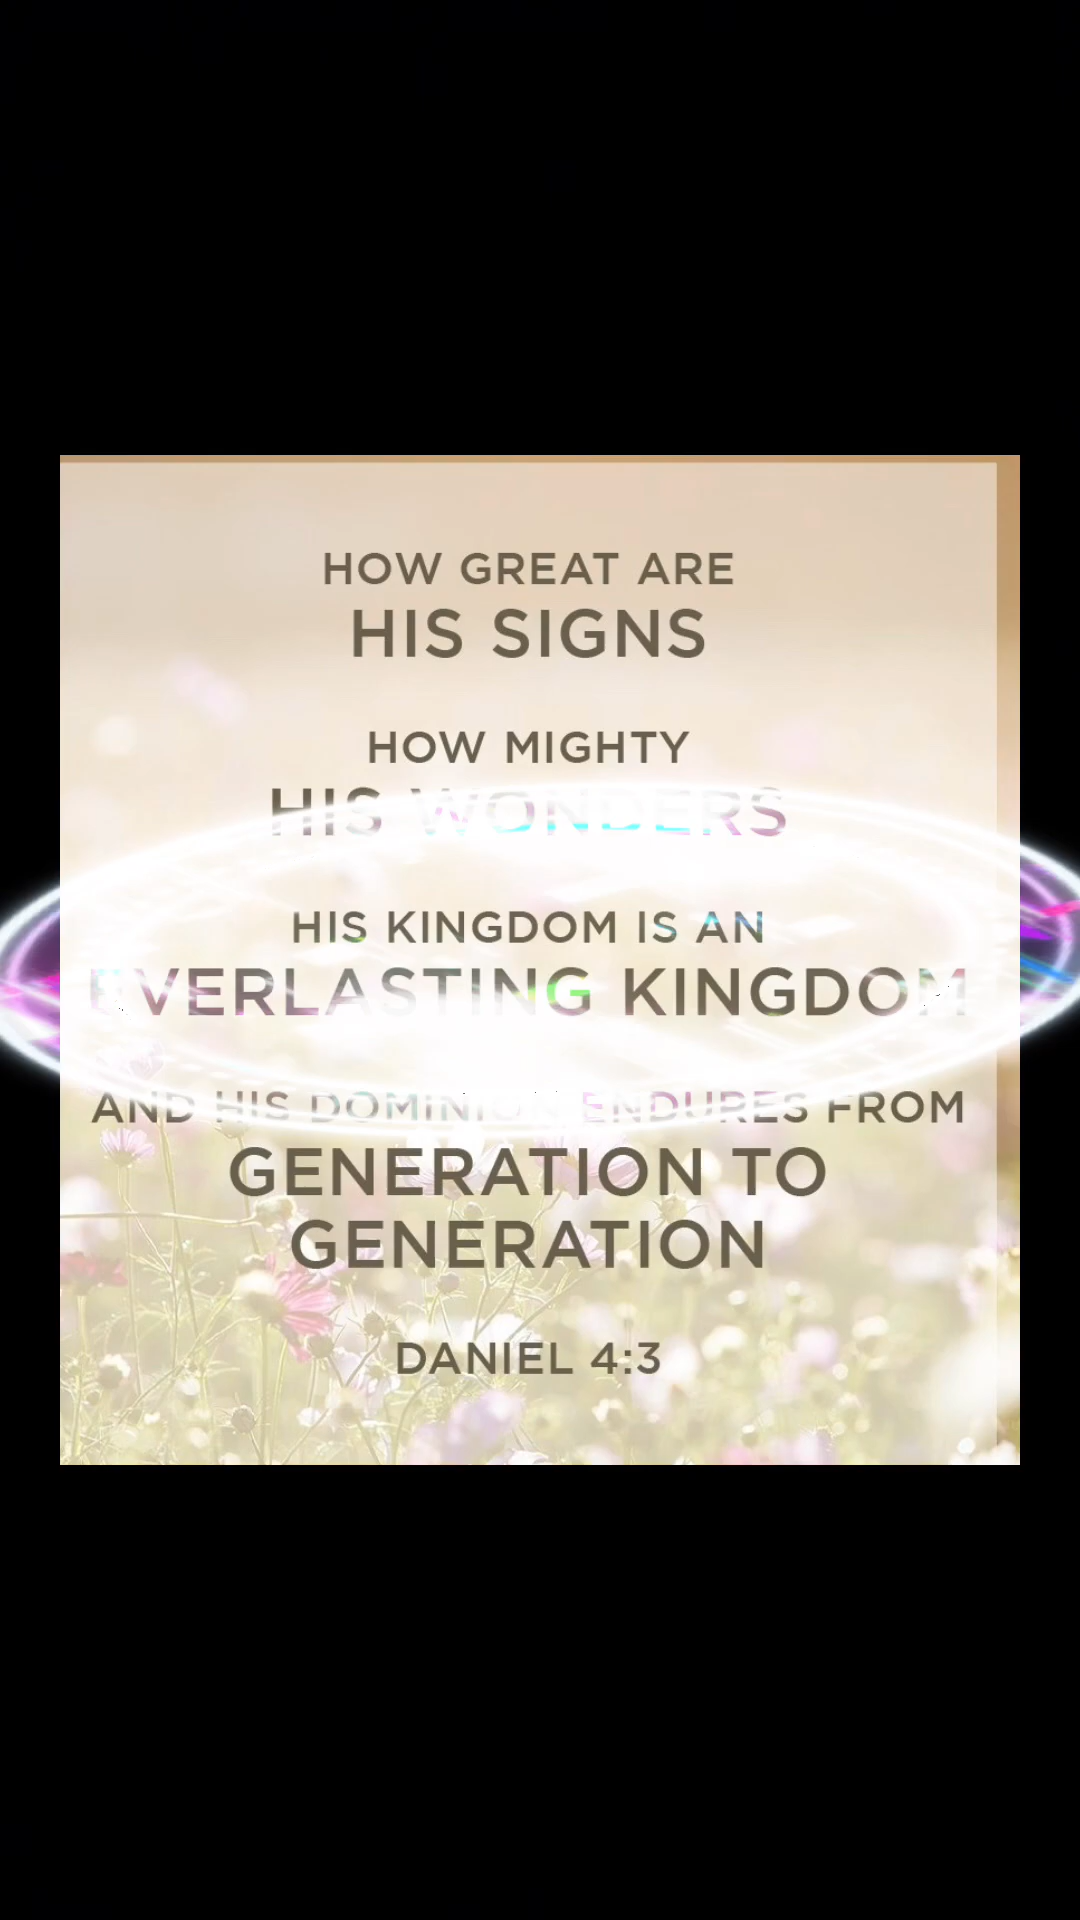 HOW GREAT ARE
HIS SIGNS
HOW MIGHTY
HIS WONDERS
HIS KINGDOM IS AN
EVERLASTING KINGDOM
AND HIS DOMINION ENDURES FROM
GENERATION TO
GENERATION
DANIEL 4:3